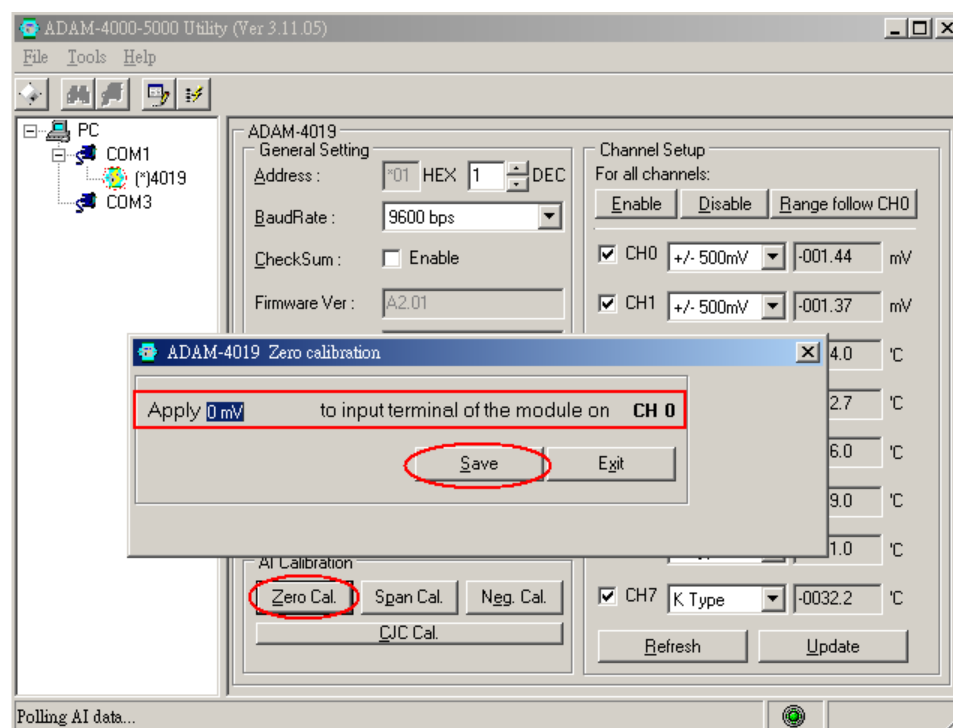 ADAM-4000-5000 Utility (Ver 3.11.05)
File Tools Help
PC
COM1
(*)4019
COM3
ADAM-4019
General Setting
Address : *01 HEX 1 DEC
BaudRate : 9600 bps
CheckSum : Enable
Firmware Ver : A2.01
Channel Setup
For all channels:
Enable Disable Range follow CH0
CH0 +/- 500mV -001.44 mV
CH1 +/- 500mV -001.37 mV
4.0 'C
2.7 'C
6.0 'C
9.0 'C
1.0 'C
CH7 K Type -0032.2 'C
Refresh Update
ADAM-4019 Zero calibration
Apply 0 mV to input terminal of the module on CH 0
Save Exit
AI Calibration
Zero Cal. Span Cal. Neg. Cal.
CJC Cal.
Polling AI data...